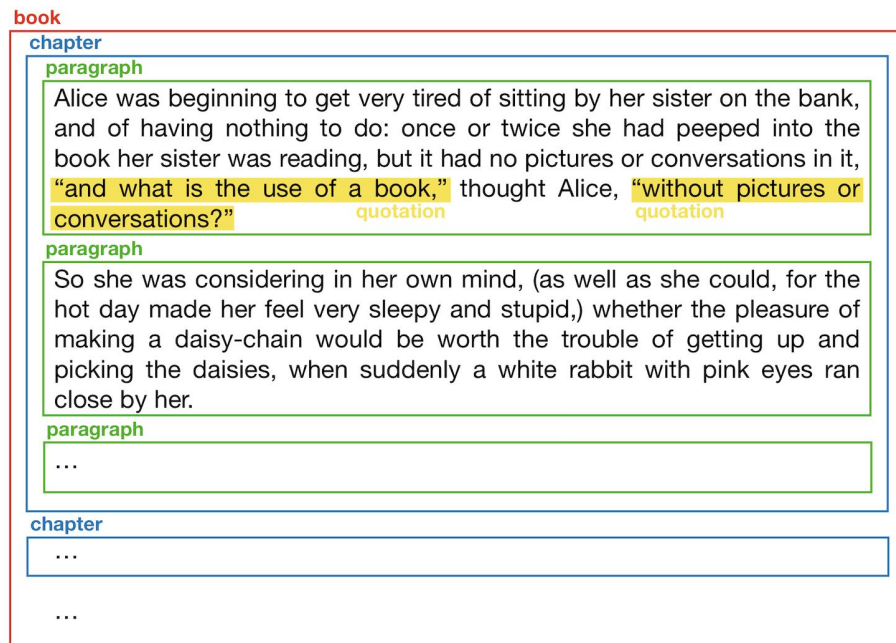 book
chapter
paragraph
Alice was beginning to get very tired of sitting by her sister on the bank,
and of having nothing to do: once or twice she had peeped into the
book her sister was reading, but it had no pictures or conversations in it,
“and what is the use of a book,” thought Alice, “without pictures or
quotation quotation
conversations?”
paragraph
So she was considering in her own mind, (as well as she could, for the
hot day made her feel very sleepy and stupid,) whether the pleasure of
making a daisy-chain would be worth the trouble of getting up and
picking the daisies, when suddenly a white rabbit with pink eyes ran
close by her.
paragraph
...
chapter
...
...